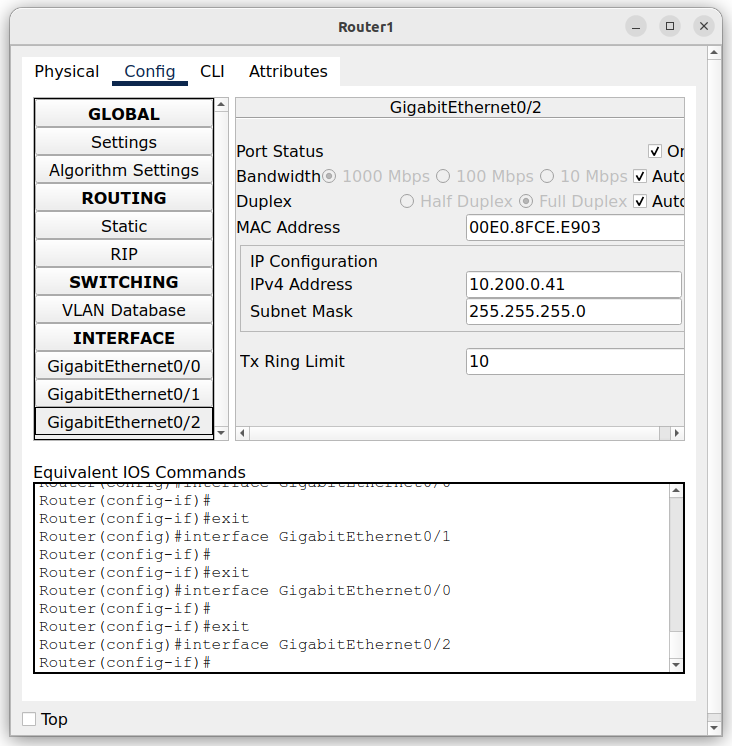 Router1
Physical Config CLI Attributes
GLOBAL
Settings
Algorithm Settings
ROUTING
Static
RIP
SWITCHING
VLAN Database
INTERFACE
GigabitEthernet0/0
GigabitEthernet0/1
GigabitEthernet0/2
GigabitEthernet0/2
Port Status On
Bandwidth 1000 Mbps 100 Mbps 10 Mbps Auto
Duplex Half Duplex Full Duplex Auto
MAC Address 00E0.8FCE.E903
IP Configuration
IPv4 Address 10.200.0.41
Subnet Mask 255.255.255.0
Tx Ring Limit 10
Equivalent IOS Commands
Router(config)#interface GigabitEthernet0/0
Router(config-if)#
Router(config-if)#exit
Router(config)#interface GigabitEthernet0/1
Router(config-if)#
Router(config-if)#exit
Router(config)#interface GigabitEthernet0/0
Router(config-if)#
Router(config-if)#exit
Router(config)#interface GigabitEthernet0/2
Router(config-if)#
Top